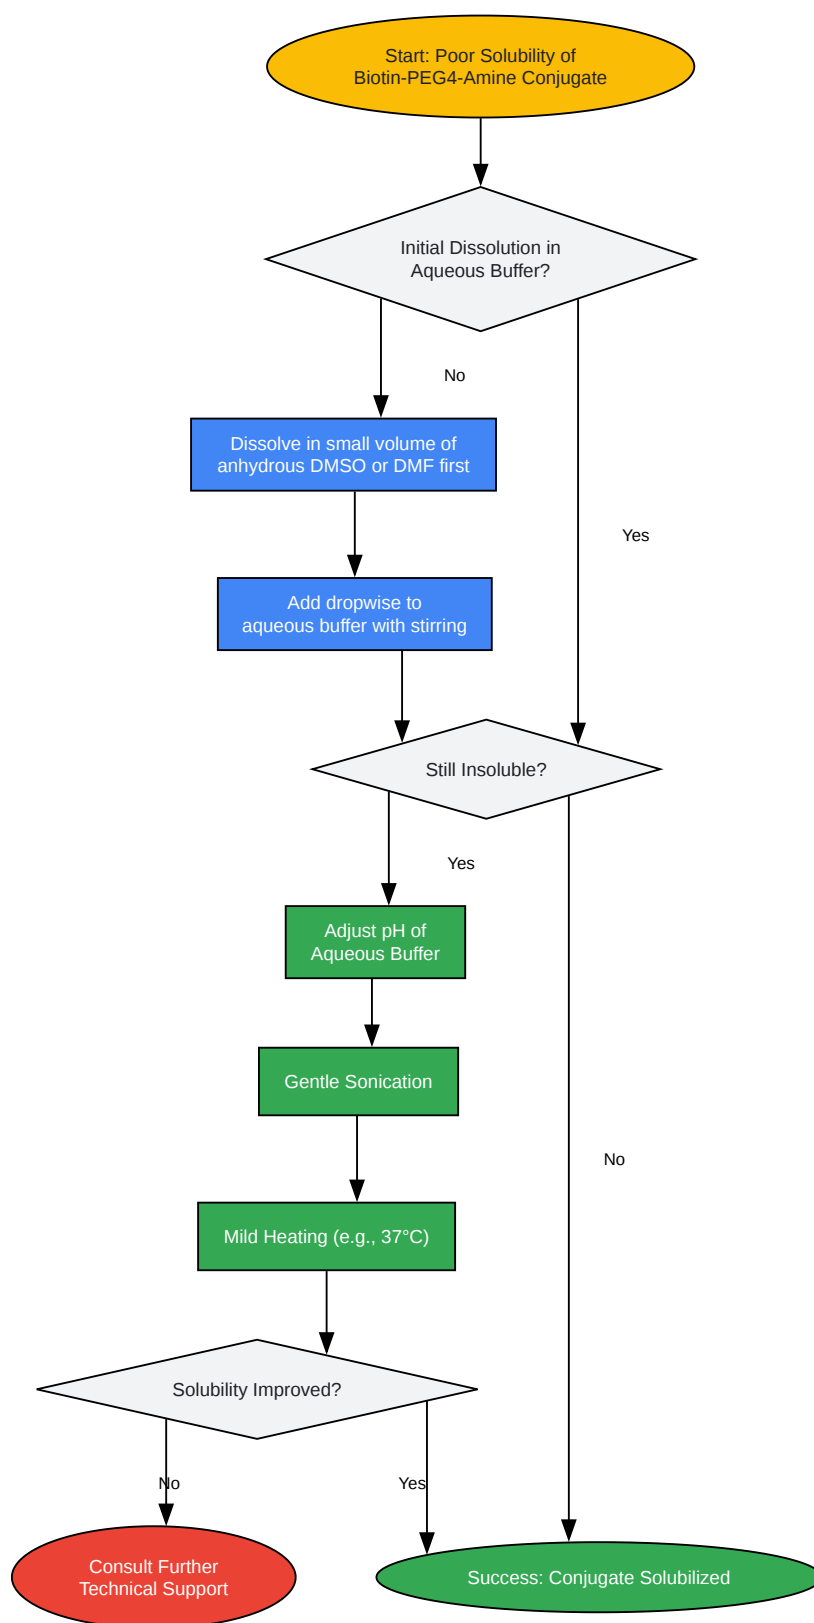 Start: Poor Solubility of
Biotin-PEG4-Amine Conjugate
Initial Dissolution in
Aqueous Buffer?
No
Dissolve in small volume of
anhydrous DMSO or DMF first
Yes
Add dropwise to
aqueous buffer with stirring
Still Insoluble?
Yes
Adjust pH of
Aqueous Buffer
Gentle Sonication
No
Mild Heating (e.g., 37°C)
Solubility Improved?
No
Yes
Consult Further
Technical Support
Success: Conjugate Solubilized